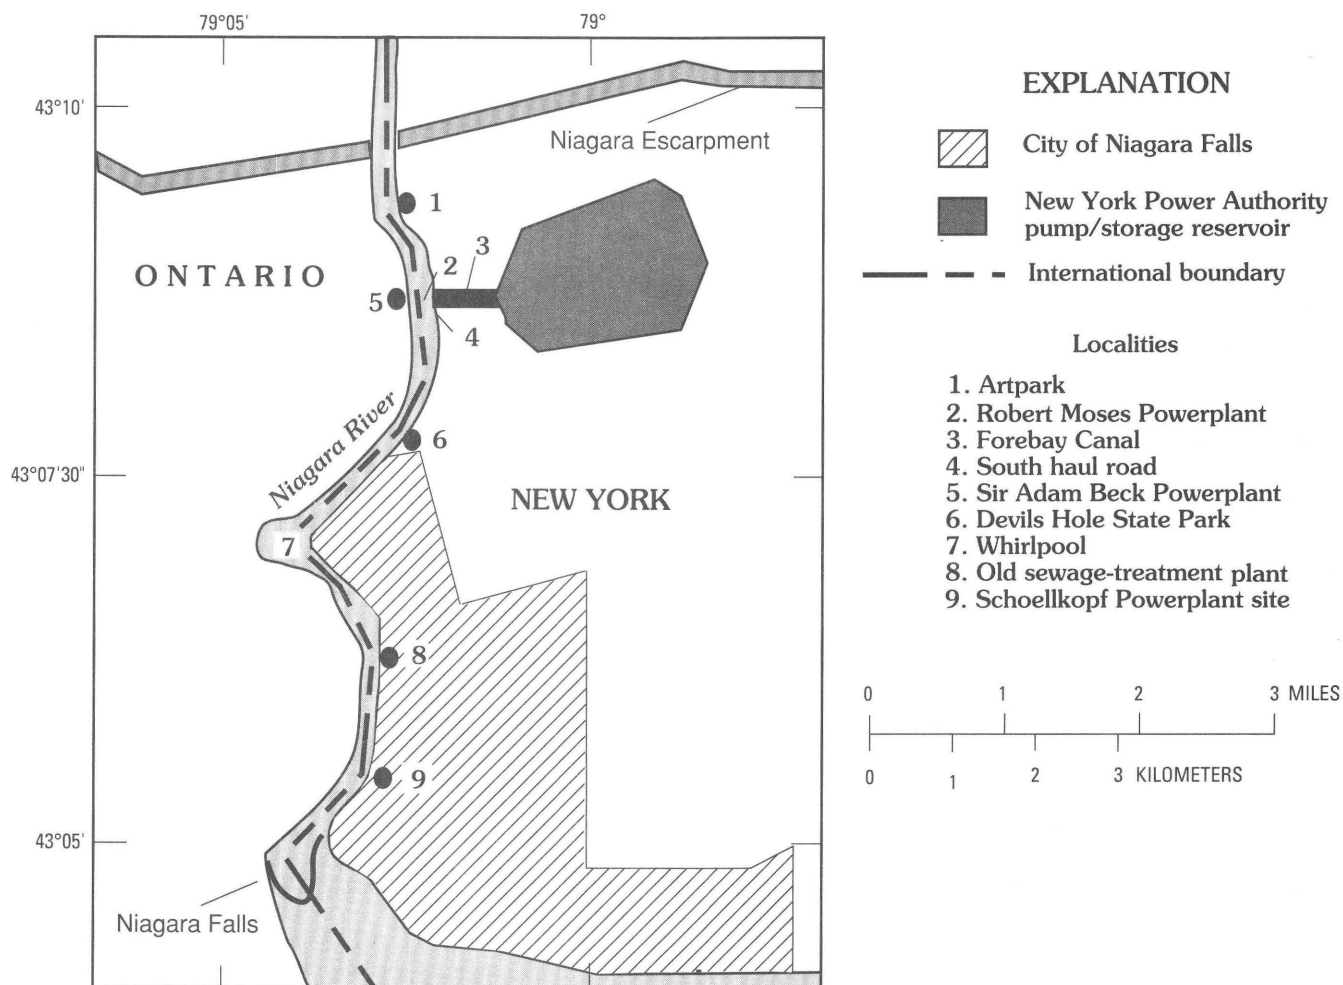 79°05'
79°
43°10'
Niagara Escarpment
1
ONTARIO
3
2
5
4
Niagara River
6
43°07'30"
NEW YORK
7
8
9
43°05'
Niagara Falls
EXPLANATION
City of Niagara Falls
New York Power Authority
pump/storage reservoir
International boundary
Localities
1. Artpark
2. Robert Moses Powerplant
3. Forebay Canal
4. South haul road
5. Sir Adam Beck Powerplant
6. Devils Hole State Park
7. Whirlpool
8. Old sewage-treatment plant
9. Schoellkopf Powerplant site
0 1 2 3 MILES
0 1 2 3 KILOMETERS